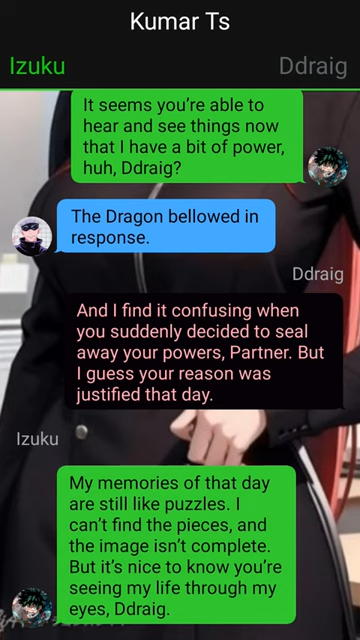 Kumar Ts
Izuku
Ddraig
It seems you’re able to
hear and see things now
that I have a bit of power,
huh, Ddraig?
The Dragon bellowed in
response.
Ddraig
And I find it confusing when
you suddenly decided to seal
away your powers, Partner. But
I guess your reason was
justified that day.
Izuku
My memories of that day
are still like puzzles. I
can’t find the pieces, and
the image isn’t complete.
But it’s nice to know you’re
seeing my life through my
eyes, Ddraig.